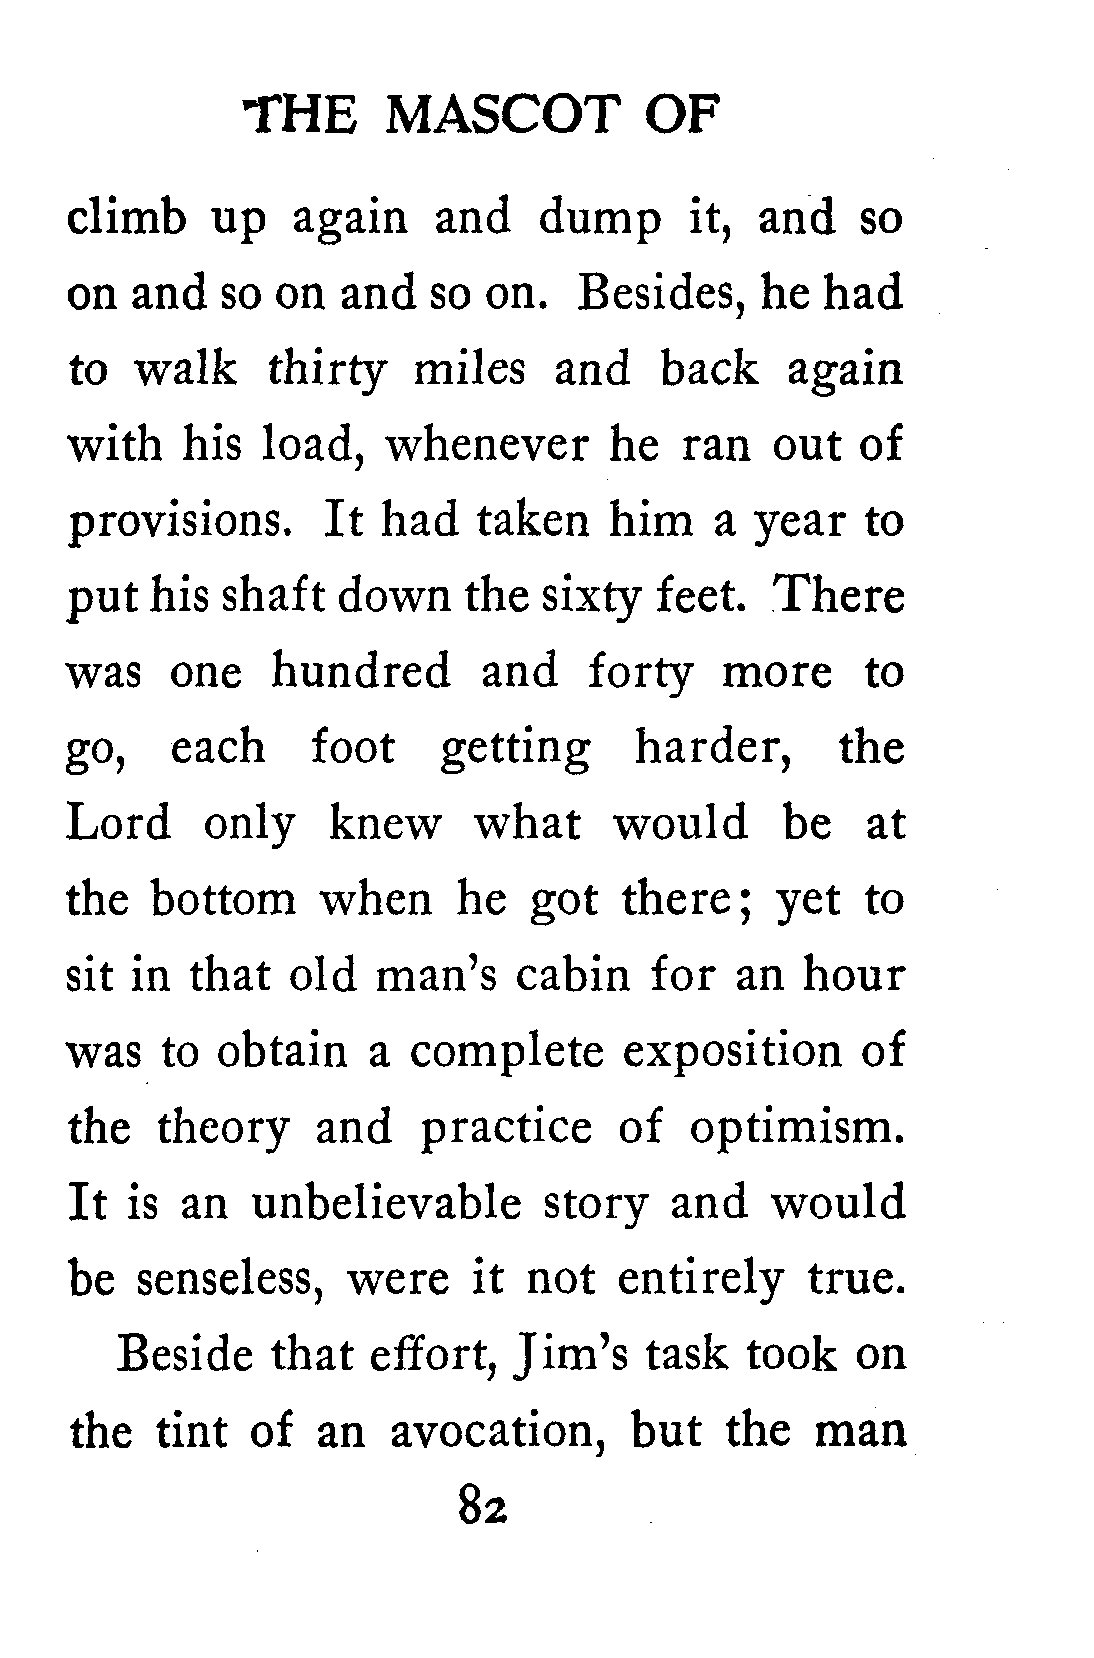 THE MASCOT OF
climb up again and dump it, and so
on and so on and so on. Besides, he had
to walk thirty miles and back again
with his load, whenever he ran out of
provisions. It had taken him a year to
put his shaft down the sixty feet. There
was one hundred and forty more to
go, each foot getting harder, the
Lord only knew what would be at
the bottom when he got there; yet to
sit in that old man's cabin for an hour
was to obtain a complete exposition of
the theory and practice of optimism.
It is an unbelievable story and would
be senseless, were it not entirely true.
Beside that effort, Jim's task took on
the tint of an avocation, but the man
82